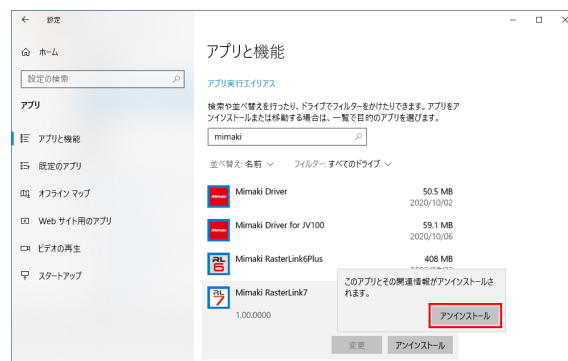 設定
ホーム
設定の検索
アプリ
アプリと機能
既定のアプリ
オフライン マップ
Web サイト用のアプリ
ビデオの再生
スタートアップ
アプリと機能
アプリ実行エイリアス
検索や並べ替えを行ったり、ドライブでフィルターをかけたりできます。アプリをア
ンインストールまたは移動する場合は、一覧で目的のアプリを選びます。
mimaki
並べ替え: 名前
フィルター: すべてのドライブ
Mimaki Driver
50.5 MB
2020/10/02
Mimaki Driver for JV100
59.1 MB
2020/10/06
RL
6
Mimaki RasterLink6Plus
408 MB
RL
7
Mimaki RasterLink7
1.00.0000
このアプリとその関連情報がアンインストールさ
れます。
アンインストール
変更
アンインストール